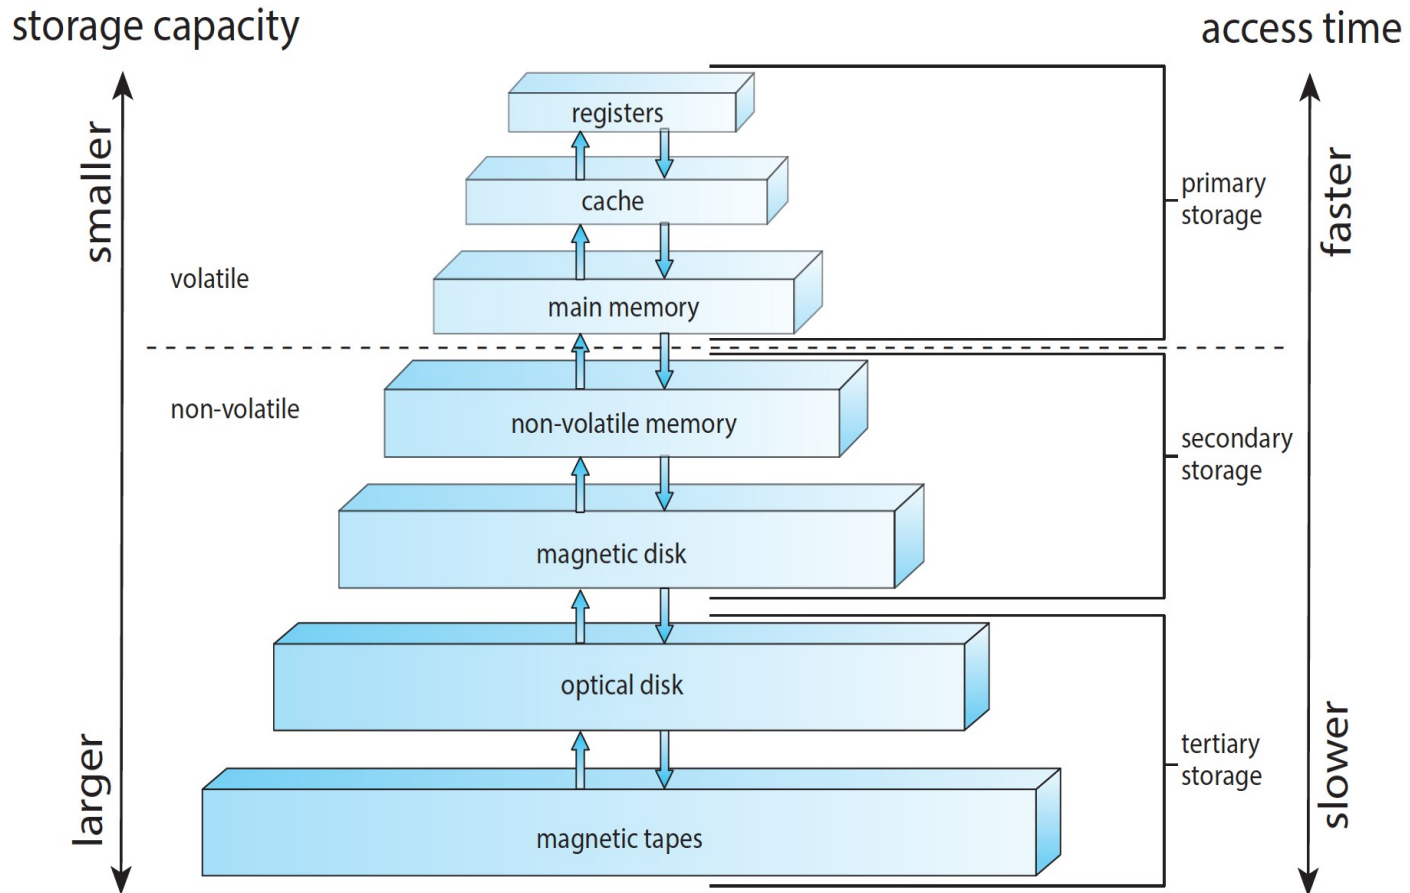 storage capacity
access time
smaller
larger
faster
slower
registers
cache
main memory
volatile
non-volatile
non-volatile memory
magnetic disk
optical disk
magnetic tapes
primary
storage
secondary
storage
tertiary
storage